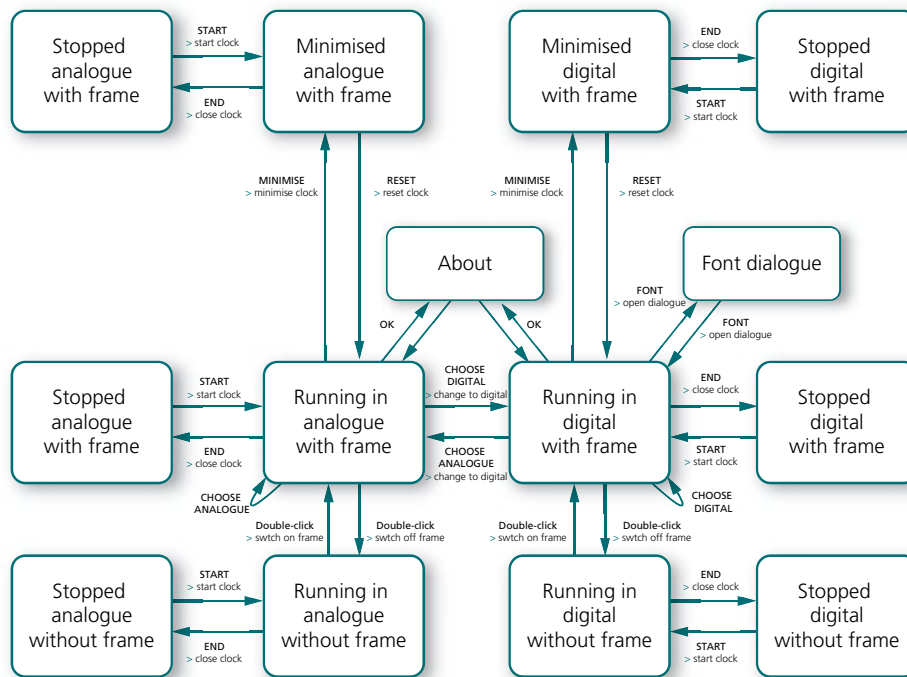 Stopped
analogue
with frame
START
> start clock
END
> close clock
Minimised
analogue
with frame
Minimised
digital
with frame
END
> close clock
START
> start clock
Stopped
digital
with frame
MINIMISE
> minimise clock
RESET
> reset clock
MINIMISE
> minimise clock
RESET
> reset clock
About
Font dialogue
OK
OK
FONT
> open dialogue
FONT
> open dialogue
Stopped
analogue
with frame
START
> start clock
END
> close clock
Running in
analogue
with frame
CHOOSE
DIGITAL
> change to digital
CHOOSE
ANALOGUE
> change to digital
Running in
digital
with frame
END
> close clock
START
> start clock
Stopped
digital
with frame
CHOOSE
ANALOGUE
CHOOSE
DIGITAL
Double-click
> swtch on frame
Double-click
> swtch off frame
Double-click
> swtch on frame
Double-click
> swtch off frame
Stopped
analogue
without frame
START
> start clock
END
> close clock
Running in
analogue
without frame
Running in
digital
without frame
END
> close clock
START
> start clock
Stopped
digital
without frame